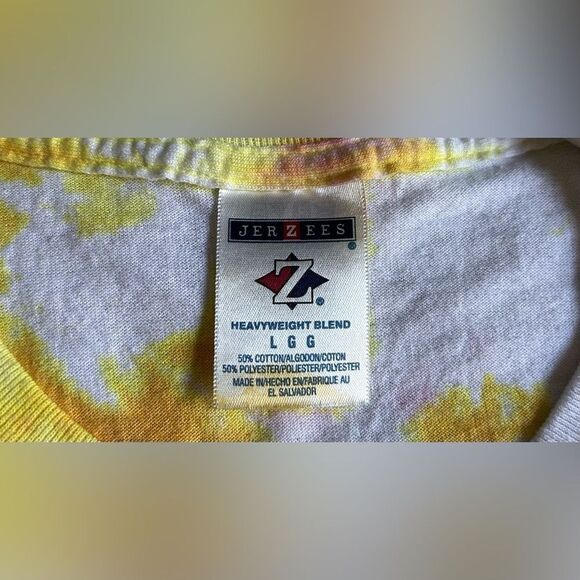 JERZEES ®
Z ®
HEAVYWEIGHT BLEND
L G G
50% COTTON/ALGODON/COTON
50% POLYESTER/POLIESTER/POLYESTER
MADE IN/HECHO EN/FABRIQUE AU
EL SALVADOR